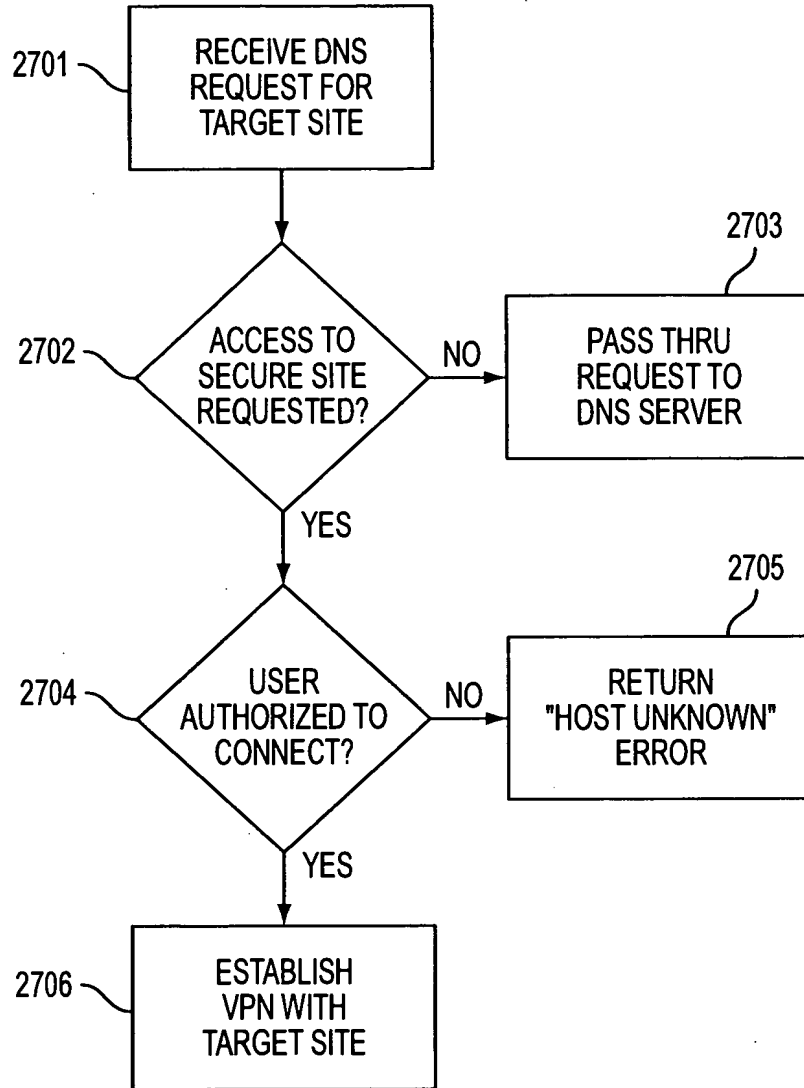 2701
RECEIVE DNS
REQUEST FOR
TARGET SITE
2702
ACCESS TO
SECURE SITE
REQUESTED?
NO
2703
PASS THRU
REQUEST TO
DNS SERVER
YES
2704
USER
AUTHORIZED TO
CONNECT?
NO
2705
RETURN
"HOST UNKNOWN"
ERROR
YES
2706
ESTABLISH
VPN WITH
TARGET SITE